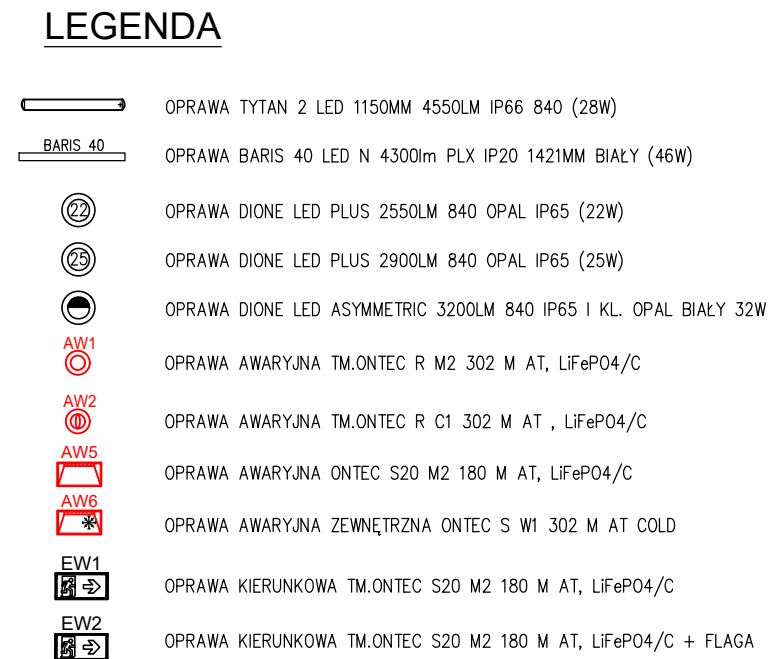 LEGENDA
OPRAWA TYTAN 2 LED 1150MM 4550LM IP66 840 (28W)
BARIS 40
OPRAWA BARIS 40 LED N 4300lm PLX IP20 1421MM BIAŁY (46W)
22 OPRAWA DIONE LED PLUS 2550LM 840 OPAL IP65 (22W)
25 OPRAWA DIONE LED PLUS 2900LM 840 OPAL IP65 (25W)
OPRAWA DIONE LED ASYMMETRIC 3200LM 840 IP65 I KL. OPAL BIAŁY 32W
AW1
OPRAWA AWARYJNA TM.ONTEC R M2 302 M AT, LiFePO4/C
AW2
OPRAWA AWARYJNA TM.ONTEC R C1 302 M AT , LiFePO4/C
AW5
OPRAWA AWARYJNA ONTEC S20 M2 180 M AT, LiFePO4/C
AW6
OPRAWA AWARYJNA ZEWNĘTRZNA ONTEC S W1 302 M AT COLD
EW1
OPRAWA KIERUNKOWA TM.ONTEC S20 M2 180 M AT, LiFePO4/C
EW2
OPRAWA KIERUNKOWA TM.ONTEC S20 M2 180 M AT, LiFePO4/C + FLAGA